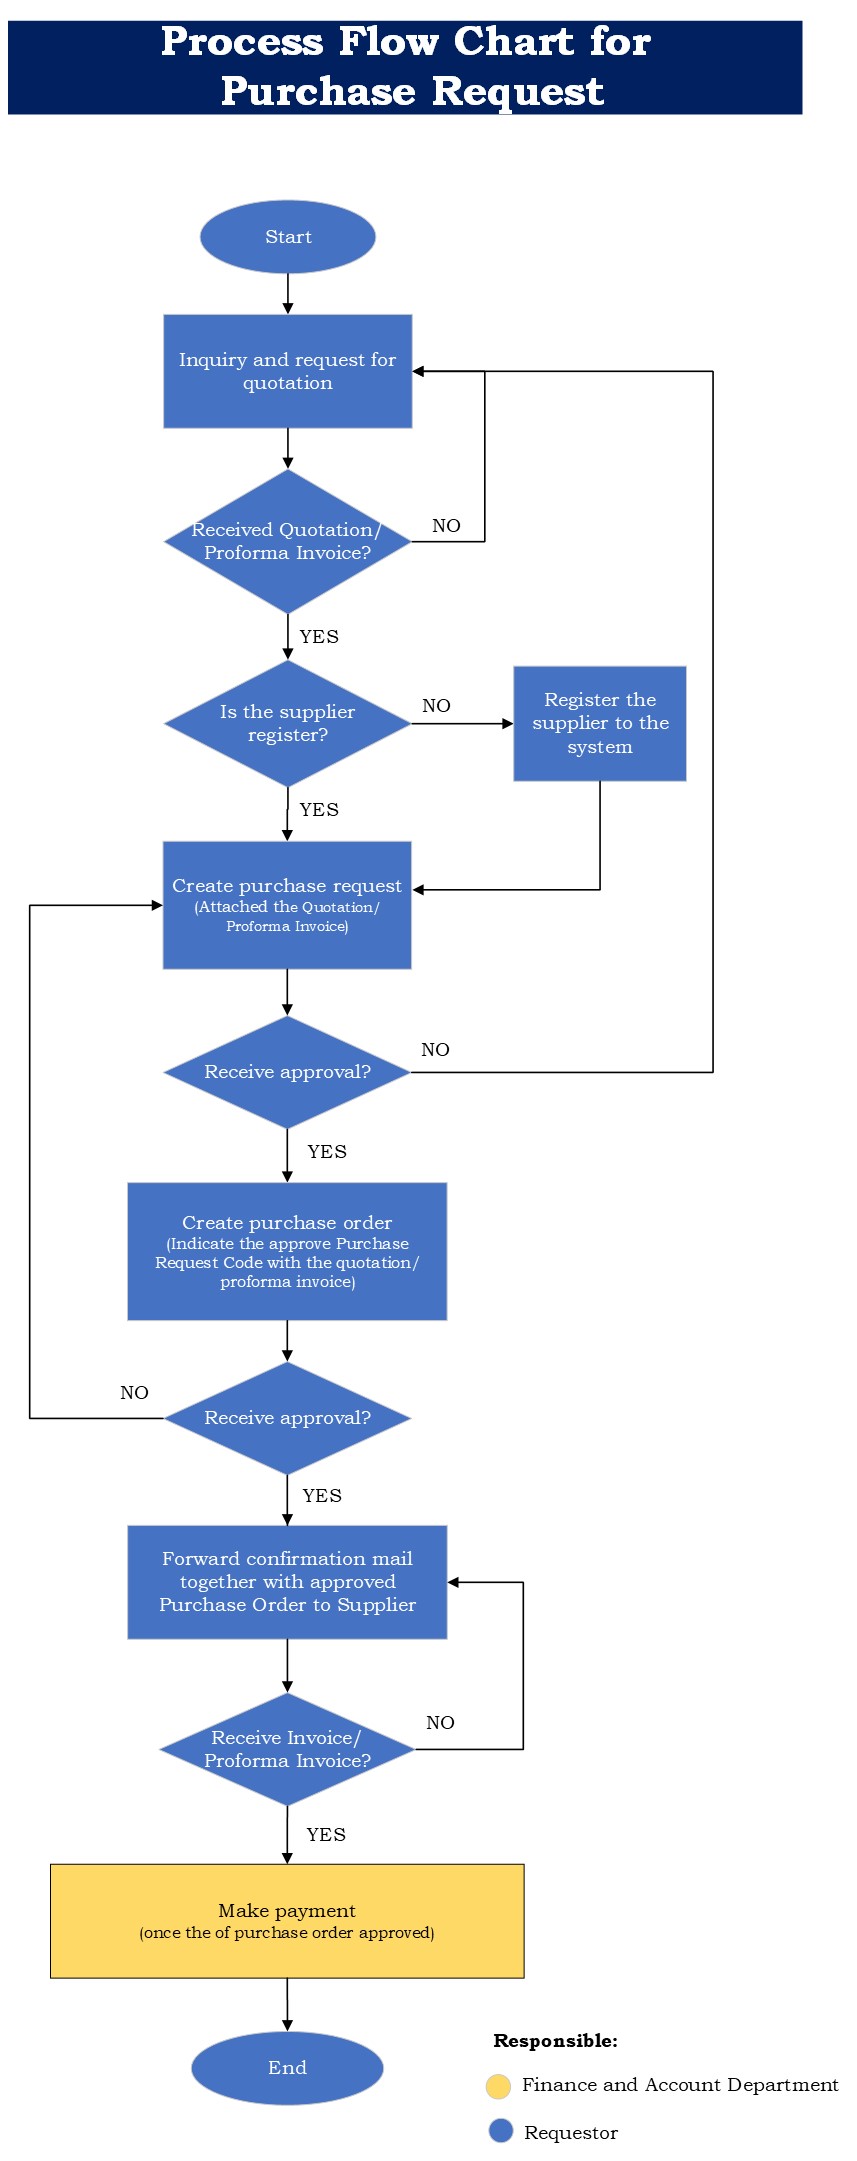 Process Flow Chart for
Purchase Request
Start
Inquiry and request for
quotation
Received Quotation/
Proforma Invoice?
NO
YES
Is the supplier
register?
NO
Register the
supplier to the
system
YES
Create purchase request
(Attached the Quotation/
Proforma Invoice)
Receive approval?
NO
YES
Create purchase order
(Indicate the approve Purchase
Request Code with the quotation/
proforma invoice)
NO
Receive approval?
YES
Forward confirmation mail
together with approved
Purchase Order to Supplier
Receive Invoice/
Proforma Invoice?
NO
YES
Make payment
(once the of purchase order approved)
End
Responsible:
Finance and Account Department
Requestor